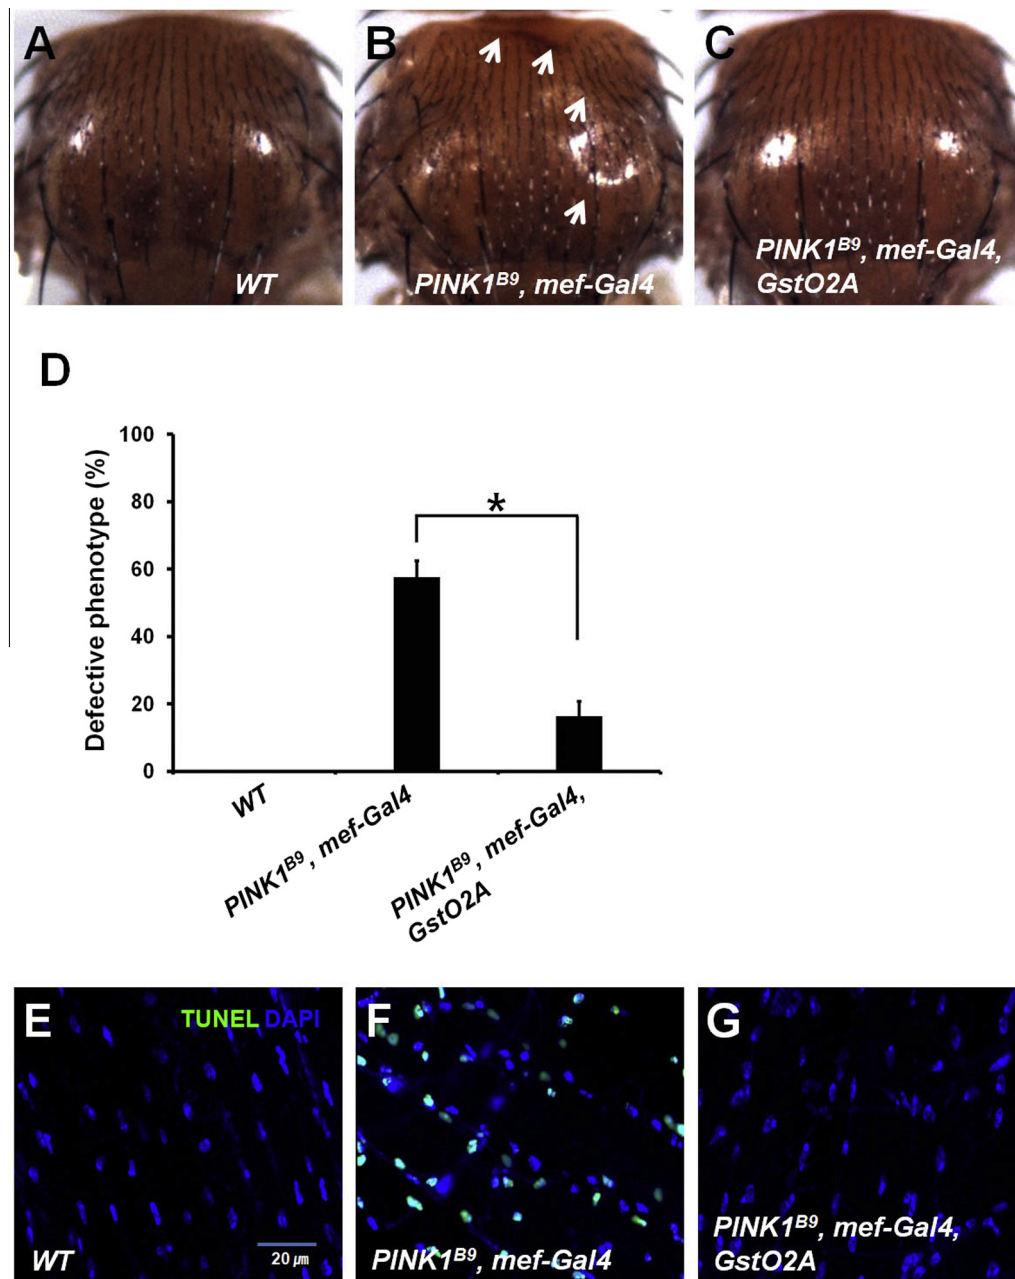 A
WT
B
PINK1B9, mef-Gal4
C
PINK1B9, mef-Gal4,
GstO2A
D
Defective phenotype (%)
100
80
60
40
20
0
*
WT
PINK1B9 , mef-Gal4
PINK1B9 , mef-Gal4,
GstO2A
E
TUNEL DAPI
20 ㎛
WT
F
PINK1B9, mef-Gal4
G
PINK1B9, mef-Gal4,
GstO2A